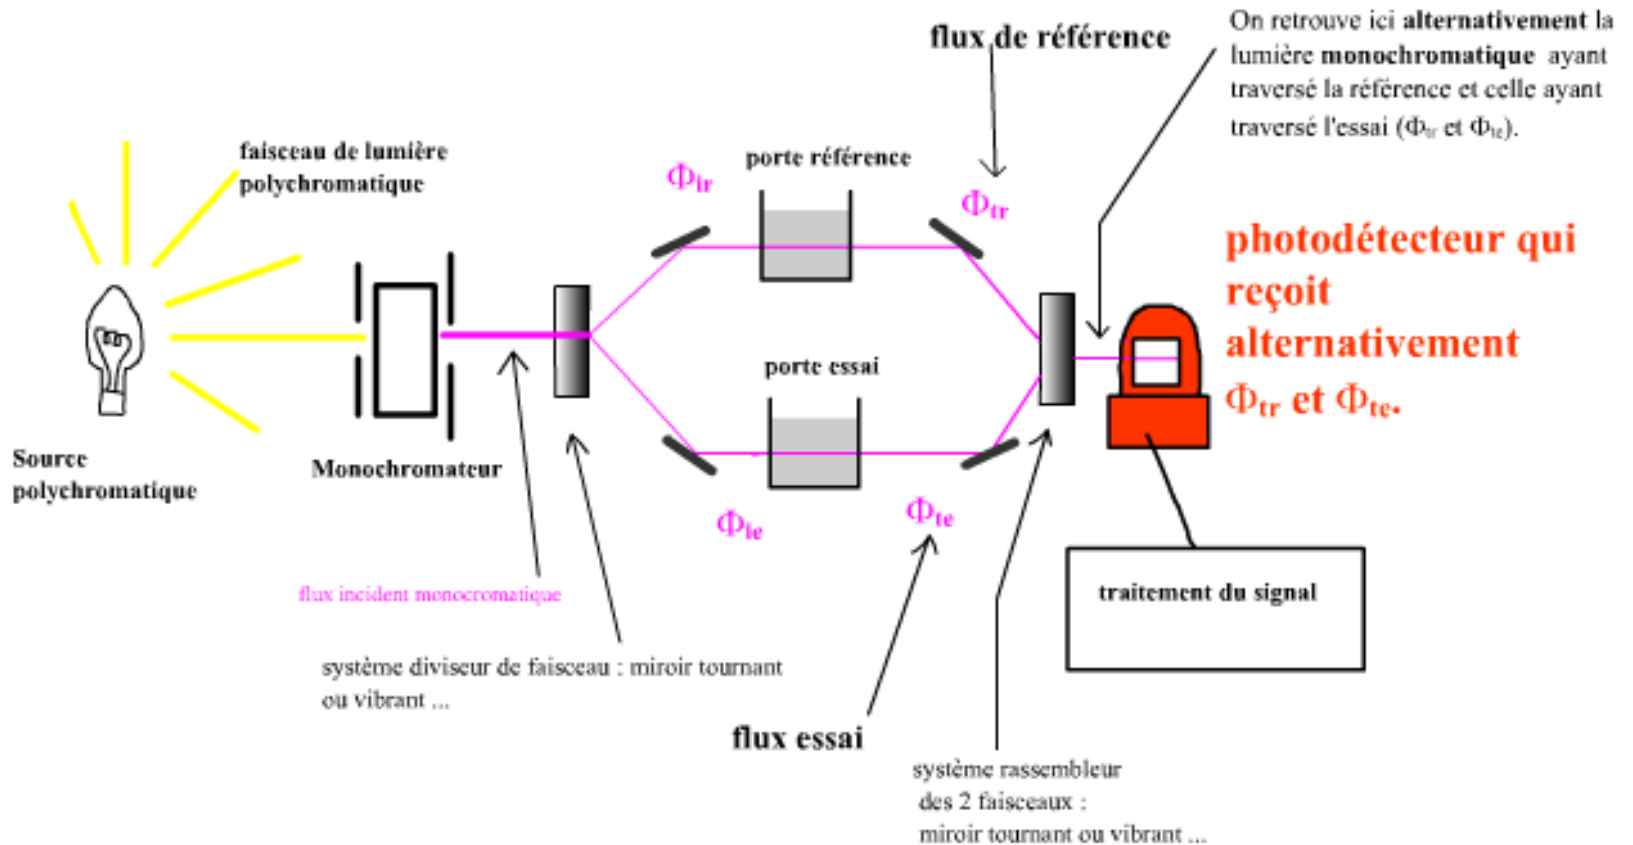 flux de référence
On retrouve ici alternativement la
lumière monochromatique ayant
traversé la référence et celle ayant
traversé l'essai (Φtr et Φte).
faisceau de lumière
polychromatique
porte référence
Φir
Φtr
photodétecteur qui
reçoit
alternativement
Φtr et Φte.
porte essai
Source
polychromatique
Monochromateur
Φie
Φte
flux incident monocromatique
traitement du signal
système diviseur de faisceau : miroir tournant
ou vibrant ...
flux essai
système rassembleur
des 2 faisceaux :
miroir tournant ou vibrant ...